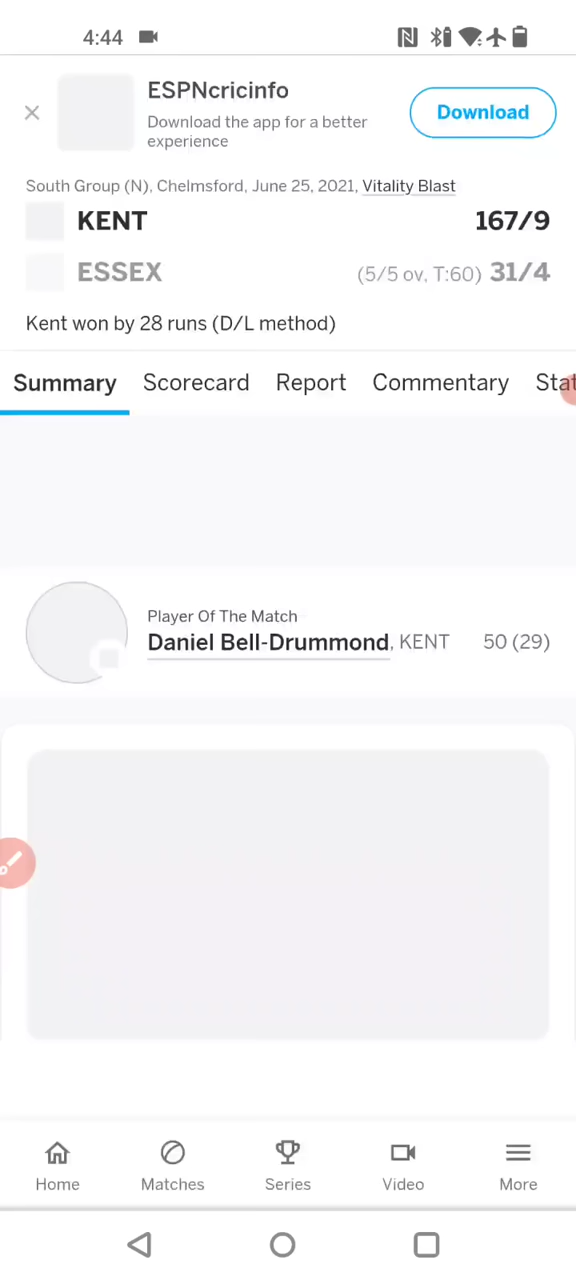 4:44
ESPNcricinfo
Download the app for a better
experience
Download
South Group (N), Chelmsford, June 25, 2021, Vitality Blast
KENT 167/9
ESSEX (5/5 ov, T:60) 31/4
Kent won by 28 runs (D/L method)
Summary Scorecard Report Commentary Stat
Player Of The Match
Daniel Bell-Drummond, KENT 50 (29)
Home Matches Series Video More